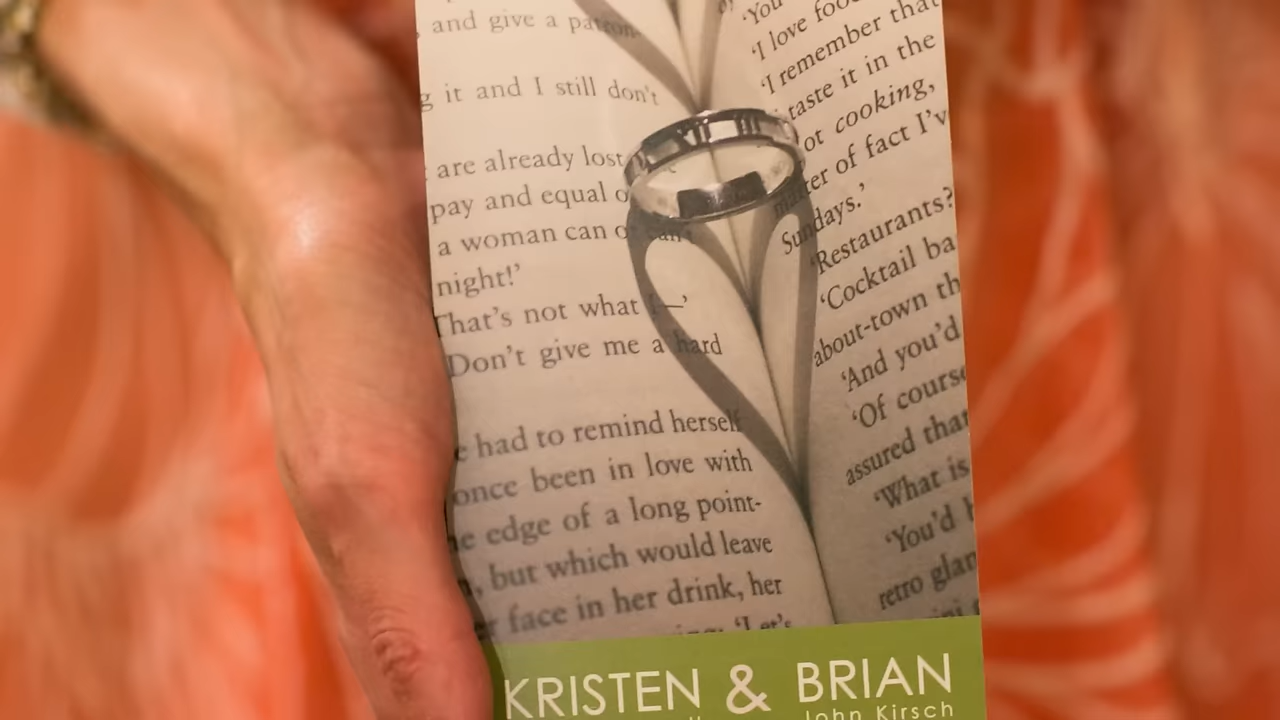 and give a patron-
g it and I still don't
are already lost
pay and equal o
a woman can o can't
night!'
That's not what I—'
Don't give me a hard
e had to remind herself
once been in love with
he edge of a long point-
n, but which would leave
r face in her drink, her
'Let's
'You
'I love foo
'I remember that
taste it in the
ot cooking,
matter of fact I'v
Sundays.'
'Restaurants?
'Cocktail ba
about-town th
'And you'd
'Of course
assured that
'What is
'You'd h
retro glan
KRISTEN & BRIAN
John Kirsch